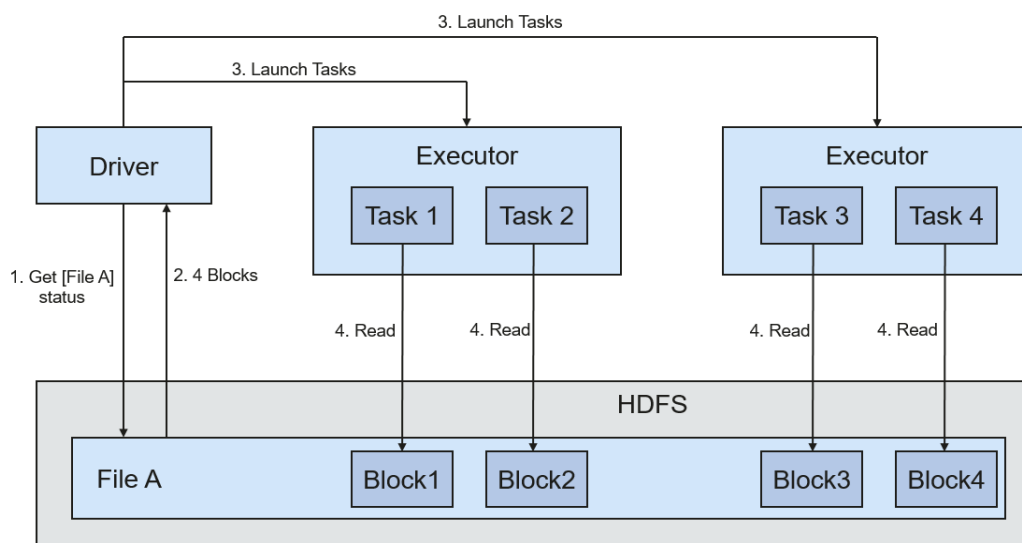 3. Launch Tasks
3. Launch Tasks
Driver
Executor
Executor
Task 1
Task 2
Task 3
Task 4
1. Get [File A]
status
2. 4 Blocks
4. Read
4. Read
4. Read
4. Read
HDFS
File A
Block1
Block2
Block3
Block4